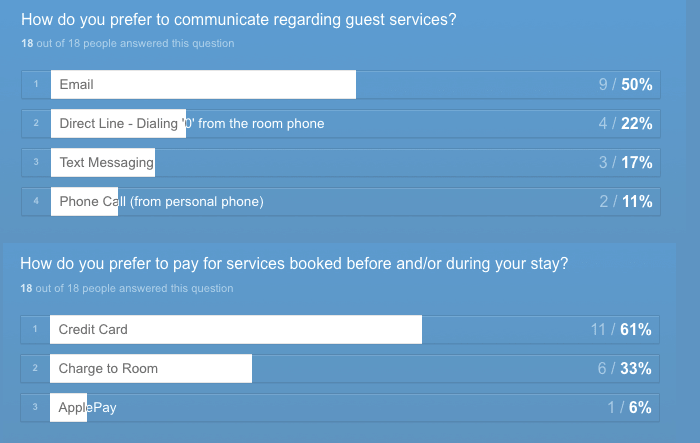 How do you prefer to communicate regarding guest services?
18 out of 18 people answered this question
1 Email 9 / 50%
2 Direct Line - Dialing '0' from the room phone 4 / 22%
3 Text Messaging 3 / 17%
4 Phone Call (from personal phone) 2 / 11%
How do you prefer to pay for services booked before and/or during your stay?
18 out of 18 people answered this question
1 Credit Card 11 / 61%
2 Charge to Room 6 / 33%
3 ApplePay 1 / 6%